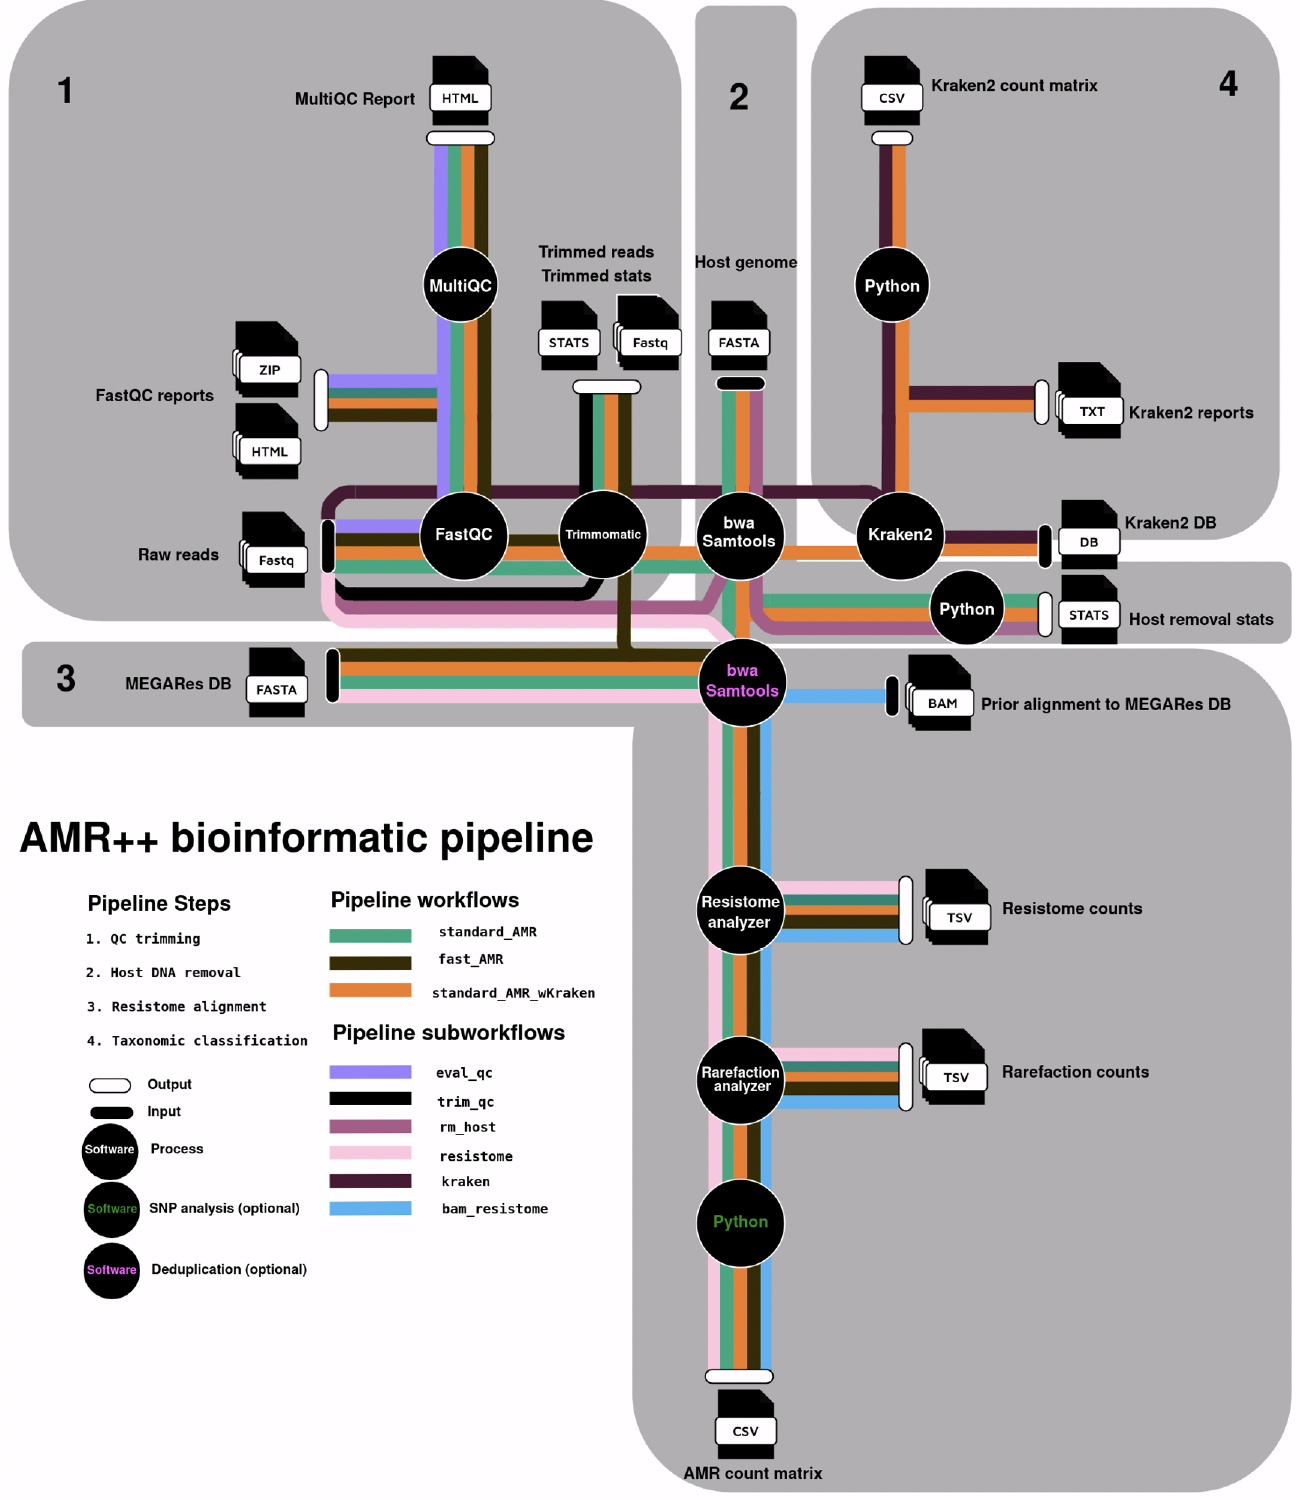 1
2
4
MultiQC Report
HTML
CSV
Kraken2 count matrix
MultiQC
Python
Trimmed reads
Trimmed stats
Host genome
STATS
Fastq
FASTA
FastQC reports
ZIP
HTML
TXT
Kraken2 reports
Raw reads
Fastq
FastQC
Trimmomatic
bwa
Samtools
Kraken2
DB
Kraken2 DB
Python
STATS
Host removal stats
3
MEGARes DB
FASTA
bwa
Samtools
BAM
Prior alignment to MEGARes DB
AMR++ bioinformatic pipeline
Pipeline Steps
1. QC trimming
2. Host DNA removal
3. Resistome alignment
4. Taxonomic classification
Output
Input
Software
Process
Software
SNP analysis (optional)
Software
Deduplication (optional)
Pipeline workflows
standard_AMR
fast_AMR
standard_AMR_wKraken
Pipeline subworkflows
eval_qc
trim_qc
rm_host
resistome
kraken
bam_resistome
Resistome
analyzer
TSV
Resistome counts
Rarefaction
analyzer
TSV
Rarefaction counts
Python
CSV
AMR count matrix